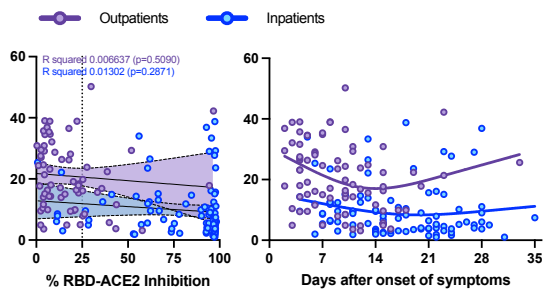 Outpatients Inpatients
R squared 0.006637 (p=0.5090)
R squared 0.01302 (p=0.2871)
60 60
40 40
20 20
0 0
0 25 50 75 100 0 7 14 21 28 35
% RBD-ACE2 Inhibition Days after onset of symptoms